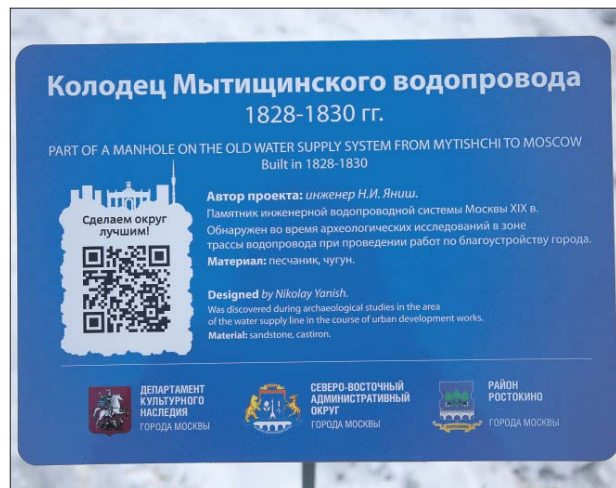 Колодец Мытищинского водопровода
1828-1830 гг.
PART OF A MANHOLE ON THE OLD WATER SUPPLY SYSTEM FROM MYTISHCHI TO MOSCOW
Built in 1828-1830
Сделаем округ
лучшим!
Автор проекта: инженер Н.И. Яниш.
Памятник инженерной водопроводной системы Москвы XIX в.
Обнаружен во время археологических исследований в зоне
трассы водопровода при проведении работ по благоустройству города.
Материал: песчаник, чугун.
Designed by Nikolay Yanish.
Was discovered during archaeological studies in the area
of the water supply line in the course of urban development works.
Material: sandstone, castiron.
ДЕПАРТАМЕНТ
КУЛЬТУРНОГО
НАСЛЕДИЯ
ГОРОДА МОСКВЫ
СЕВЕРО-ВОСТОЧНЫЙ
АДМИНИСТРАТИВНЫЙ
ОКРУГ
ГОРОДА МОСКВЫ
РАЙОН
РОСТОКИНО
ГОРОДА МОСКВЫ